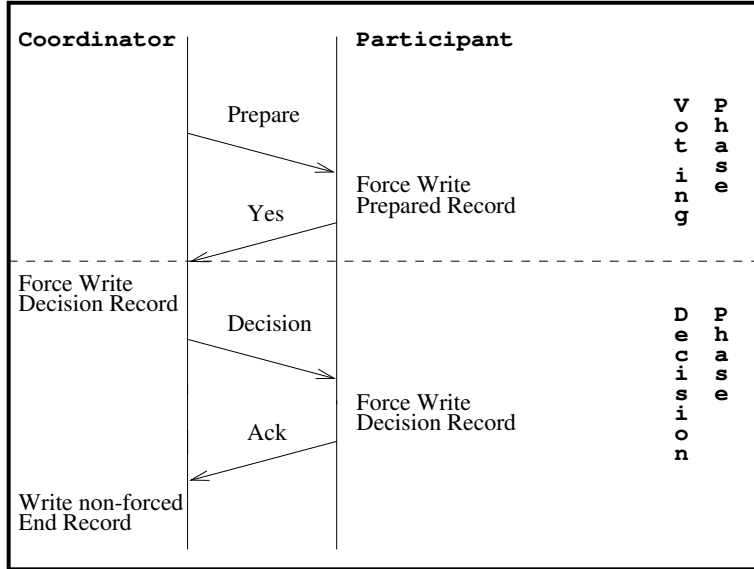 Coordinator
Participant
Prepare
Force Write
Prepared Record
Yes
Voting
Phase
Force Write
Decision Record
Decision
Force Write
Decision Record
Ack
Write non-forced
End Record
Decision
Phase